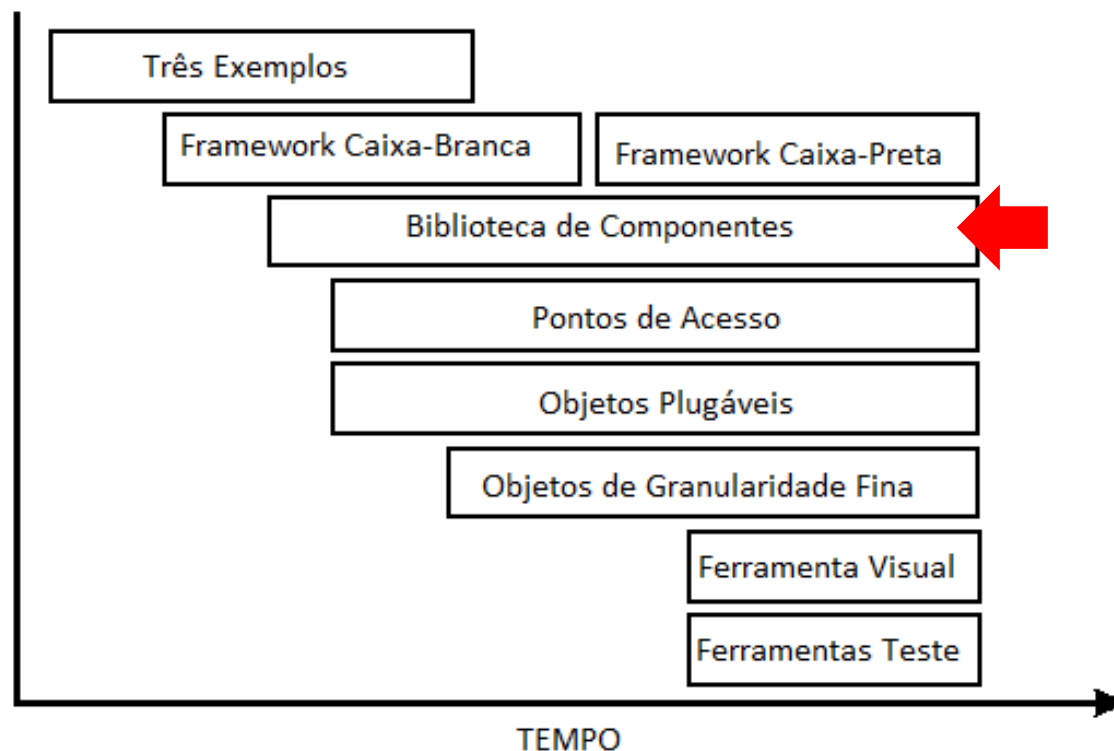 Três Exemplos
Framework Caixa-Branca
Framework Caixa-Preta
Biblioteca de Componentes
Pontos de Acesso
Objetos Plugáveis
Objetos de Granularidade Fina
Ferramenta Visual
Ferramentas Teste
TEMPO